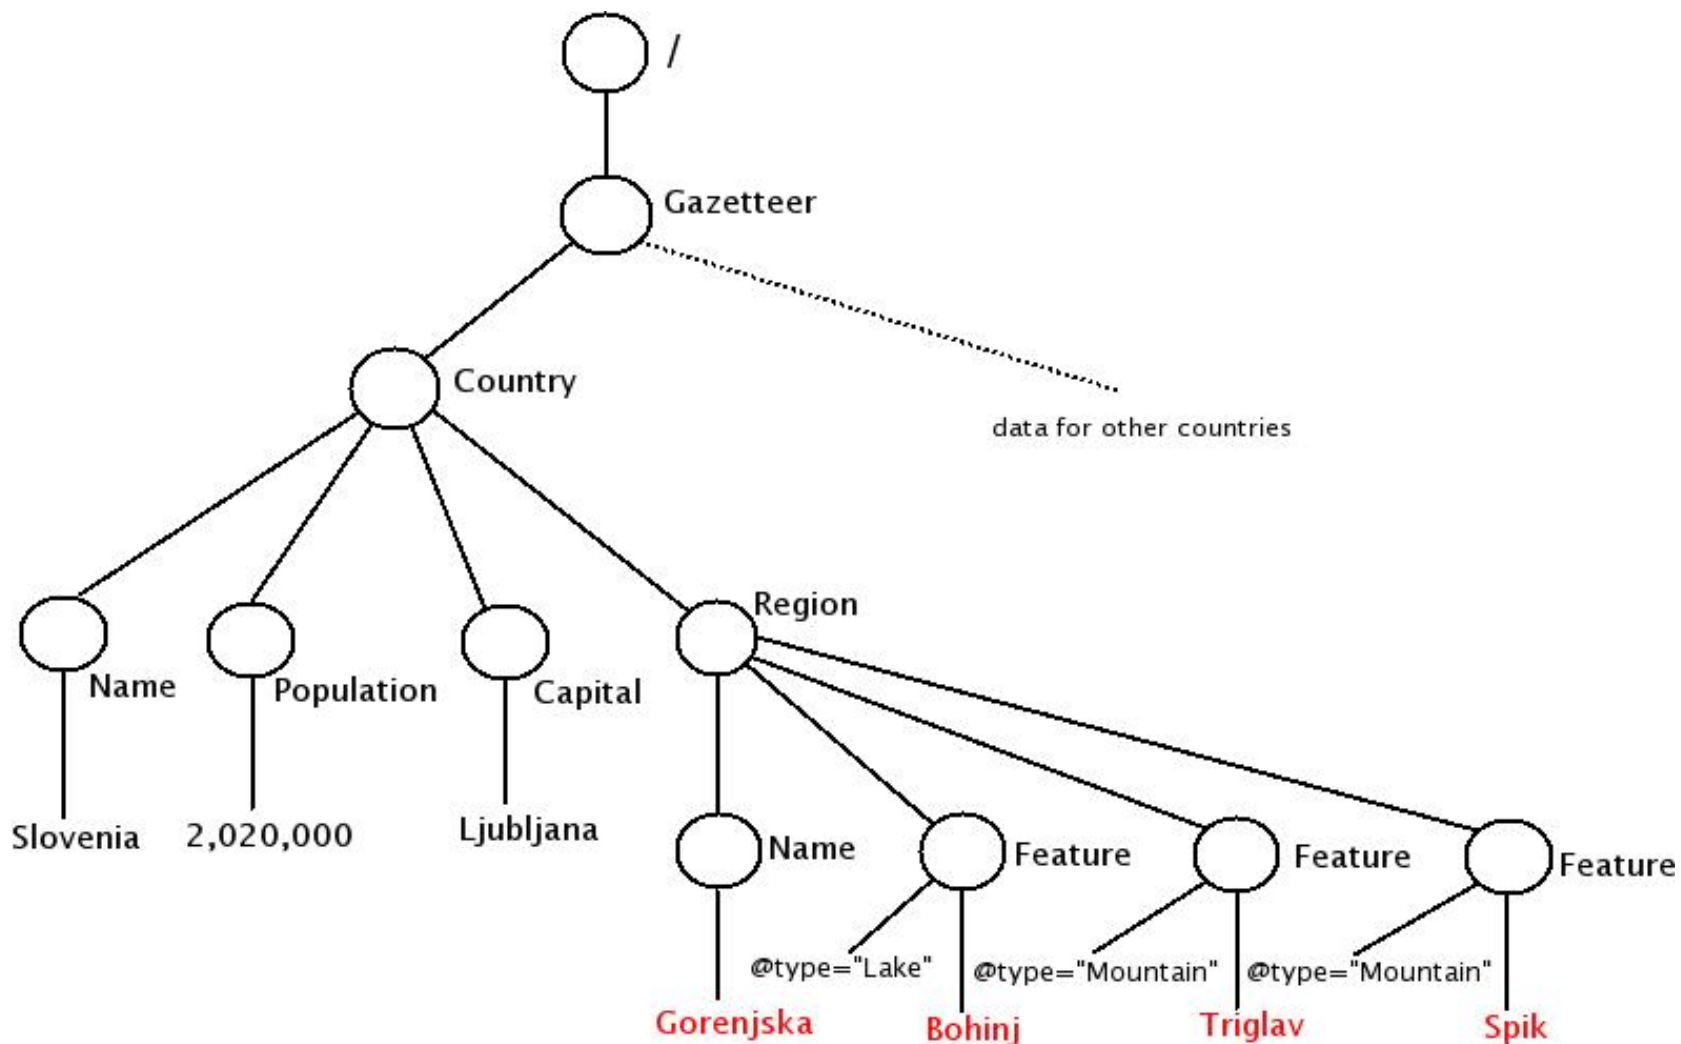 /
Gazetteer
Country
data for other countries
Region
Name
Population
Capital
Slovenia
2,020,000
Ljubljana
Name
Feature
Feature
Feature
@type="Lake"
@type="Mountain"
@type="Mountain"
Gorenjska
Bohinj
Triglav
Spik